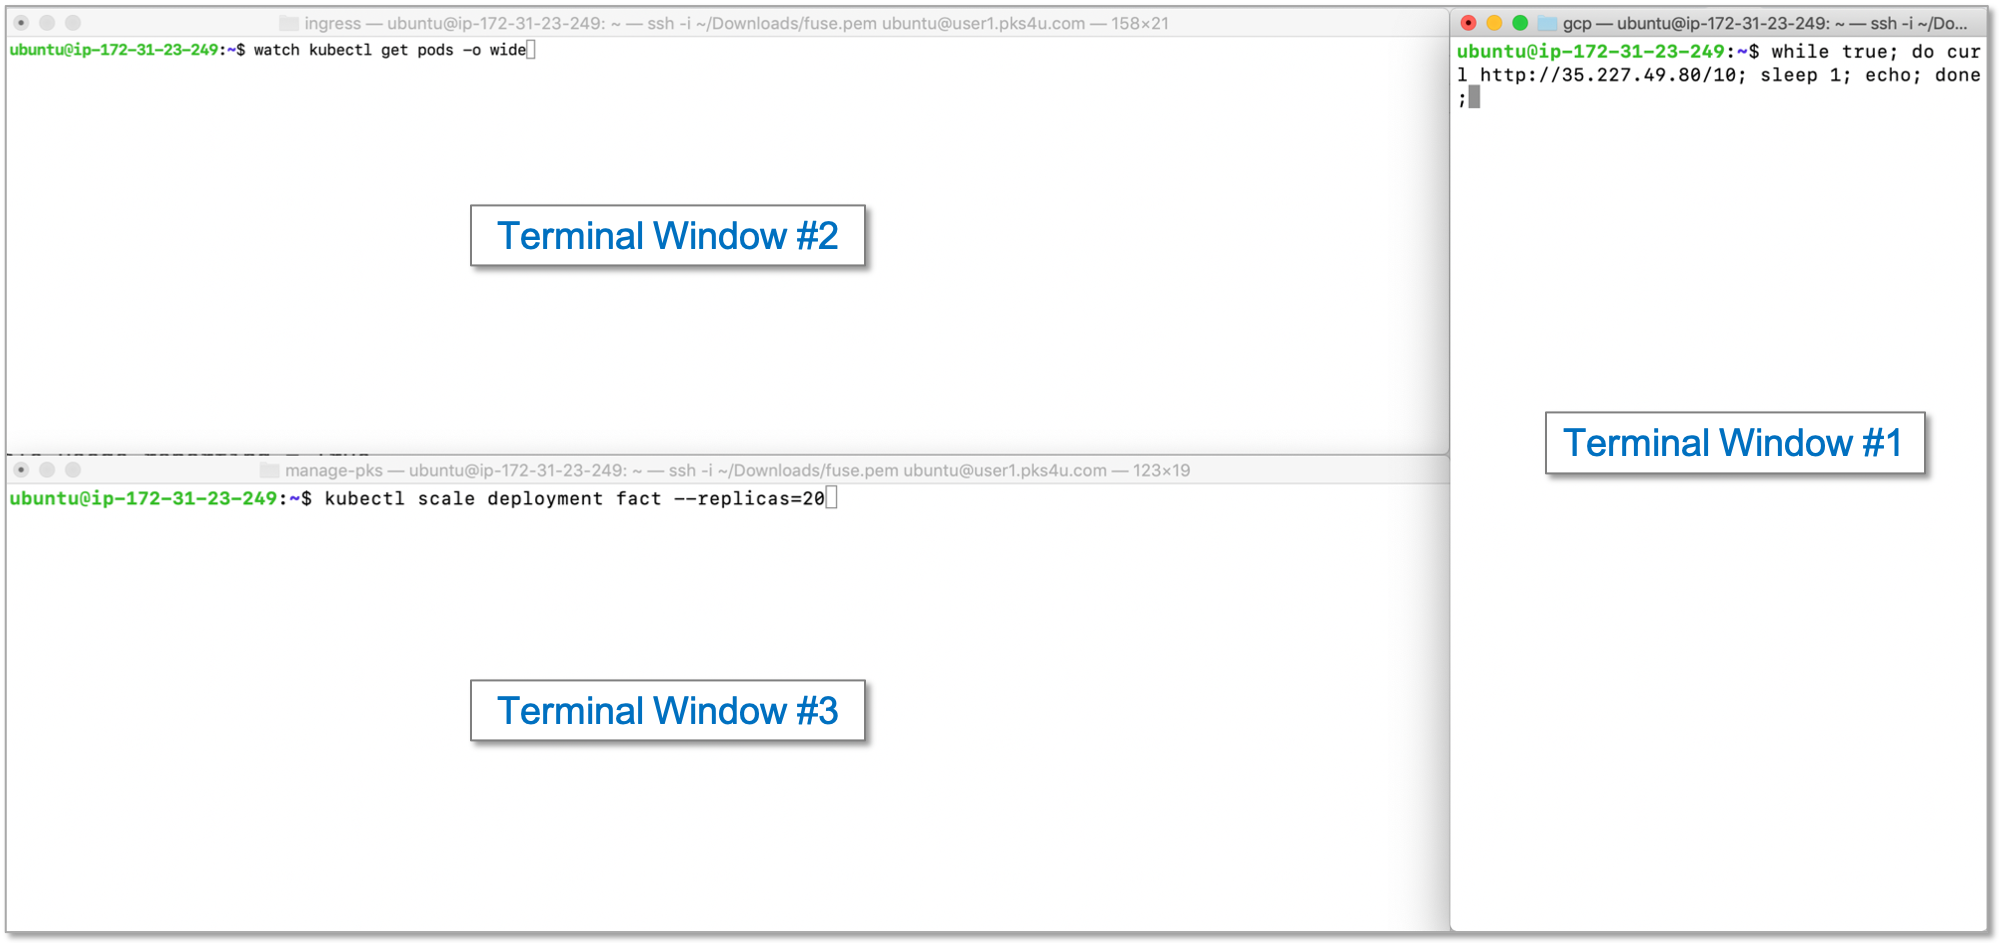 ingress — ubuntu@ip-172-31-23-249: ~ — ssh -i ~/Downloads/fuse.pem ubuntu@user1.pks4u.com — 158×21
ubuntu@ip-172-31-23-249:~$ watch kubectl get pods -o wide
Terminal Window #2
manage-pks — ubuntu@ip-172-31-23-249: ~ — ssh -i ~/Downloads/fuse.pem ubuntu@user1.pks4u.com — 123×19
ubuntu@ip-172-31-23-249:~$ kubectl scale deployment fact --replicas=20
Terminal Window #3
gcp — ubuntu@ip-172-31-23-249: ~ — ssh -i ~/Do...
ubuntu@ip-172-31-23-249:~$ while true; do cur
l http://35.227.49.80/10; sleep 1; echo; done
;
Terminal Window #1